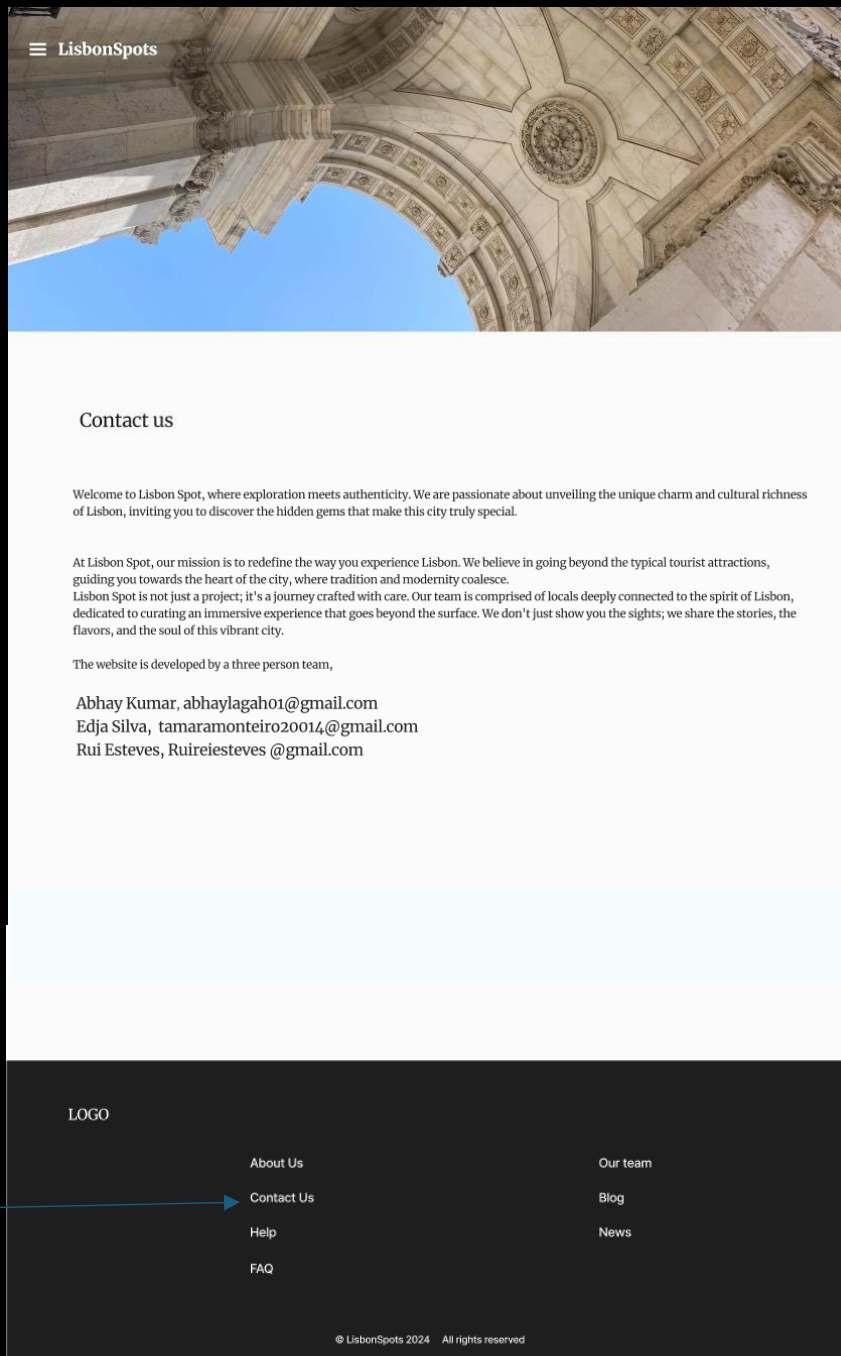 LisbonSpots
Contact us
Welcome to Lisbon Spot, where exploration meets authenticity. We are passionate about unveiling the unique charm and cultural richness
of Lisbon, inviting you to discover the hidden gems that make this city truly special.
At Lisbon Spot, our mission is to redefine the way you experience Lisbon. We believe in going beyond the typical tourist attractions,
guiding you towards the heart of the city, where tradition and modernity coalesce.
Lisbon Spot is not just a project; it's a journey crafted with care. Our team is comprised of locals deeply connected to the spirit of Lisbon,
dedicated to curating an immersive experience that goes beyond the surface. We don't just show you the sights; we share the stories, the
flavors, and the soul of this vibrant city.
The website is developed by a three person team,
Abhay Kumar, abhaylagah01@gmail.com
Edja Silva, tamaramonteiro20014@gmail.com
Rui Esteves, Ruireiesteves @gmail.com
LOGO
About Us
Contact Us
Help
FAQ
Our team
Blog
News
© LisbonSpots 2024 All rights reserved